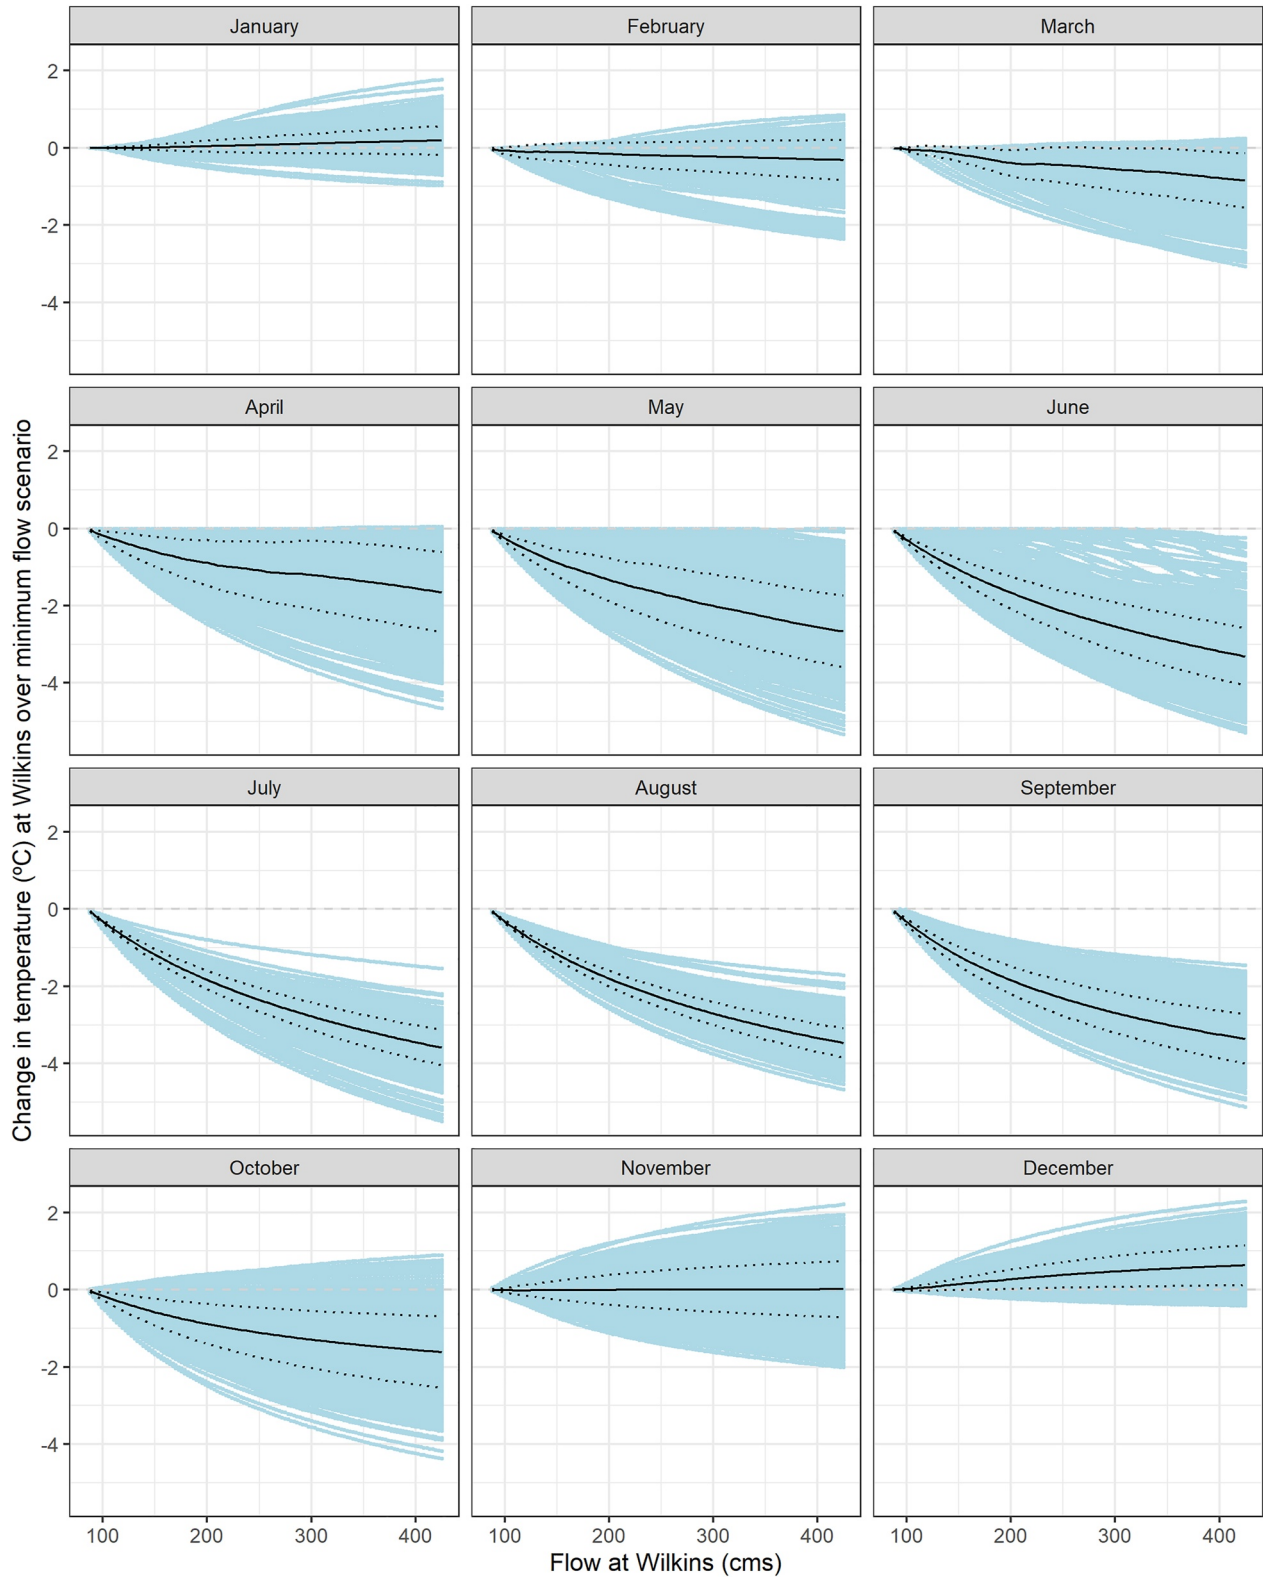 January
February
March
2
0
-2
-4
April
May
June
2
0
-2
-4
July
August
September
2
0
-2
-4
October
November
December
2
0
-2
-4
100 200 300 400
100 200 300 400
100 200 300 400
Flow at Wilkins (cms)
Change in temperature (ºC) at Wilkins over minimum flow scenario